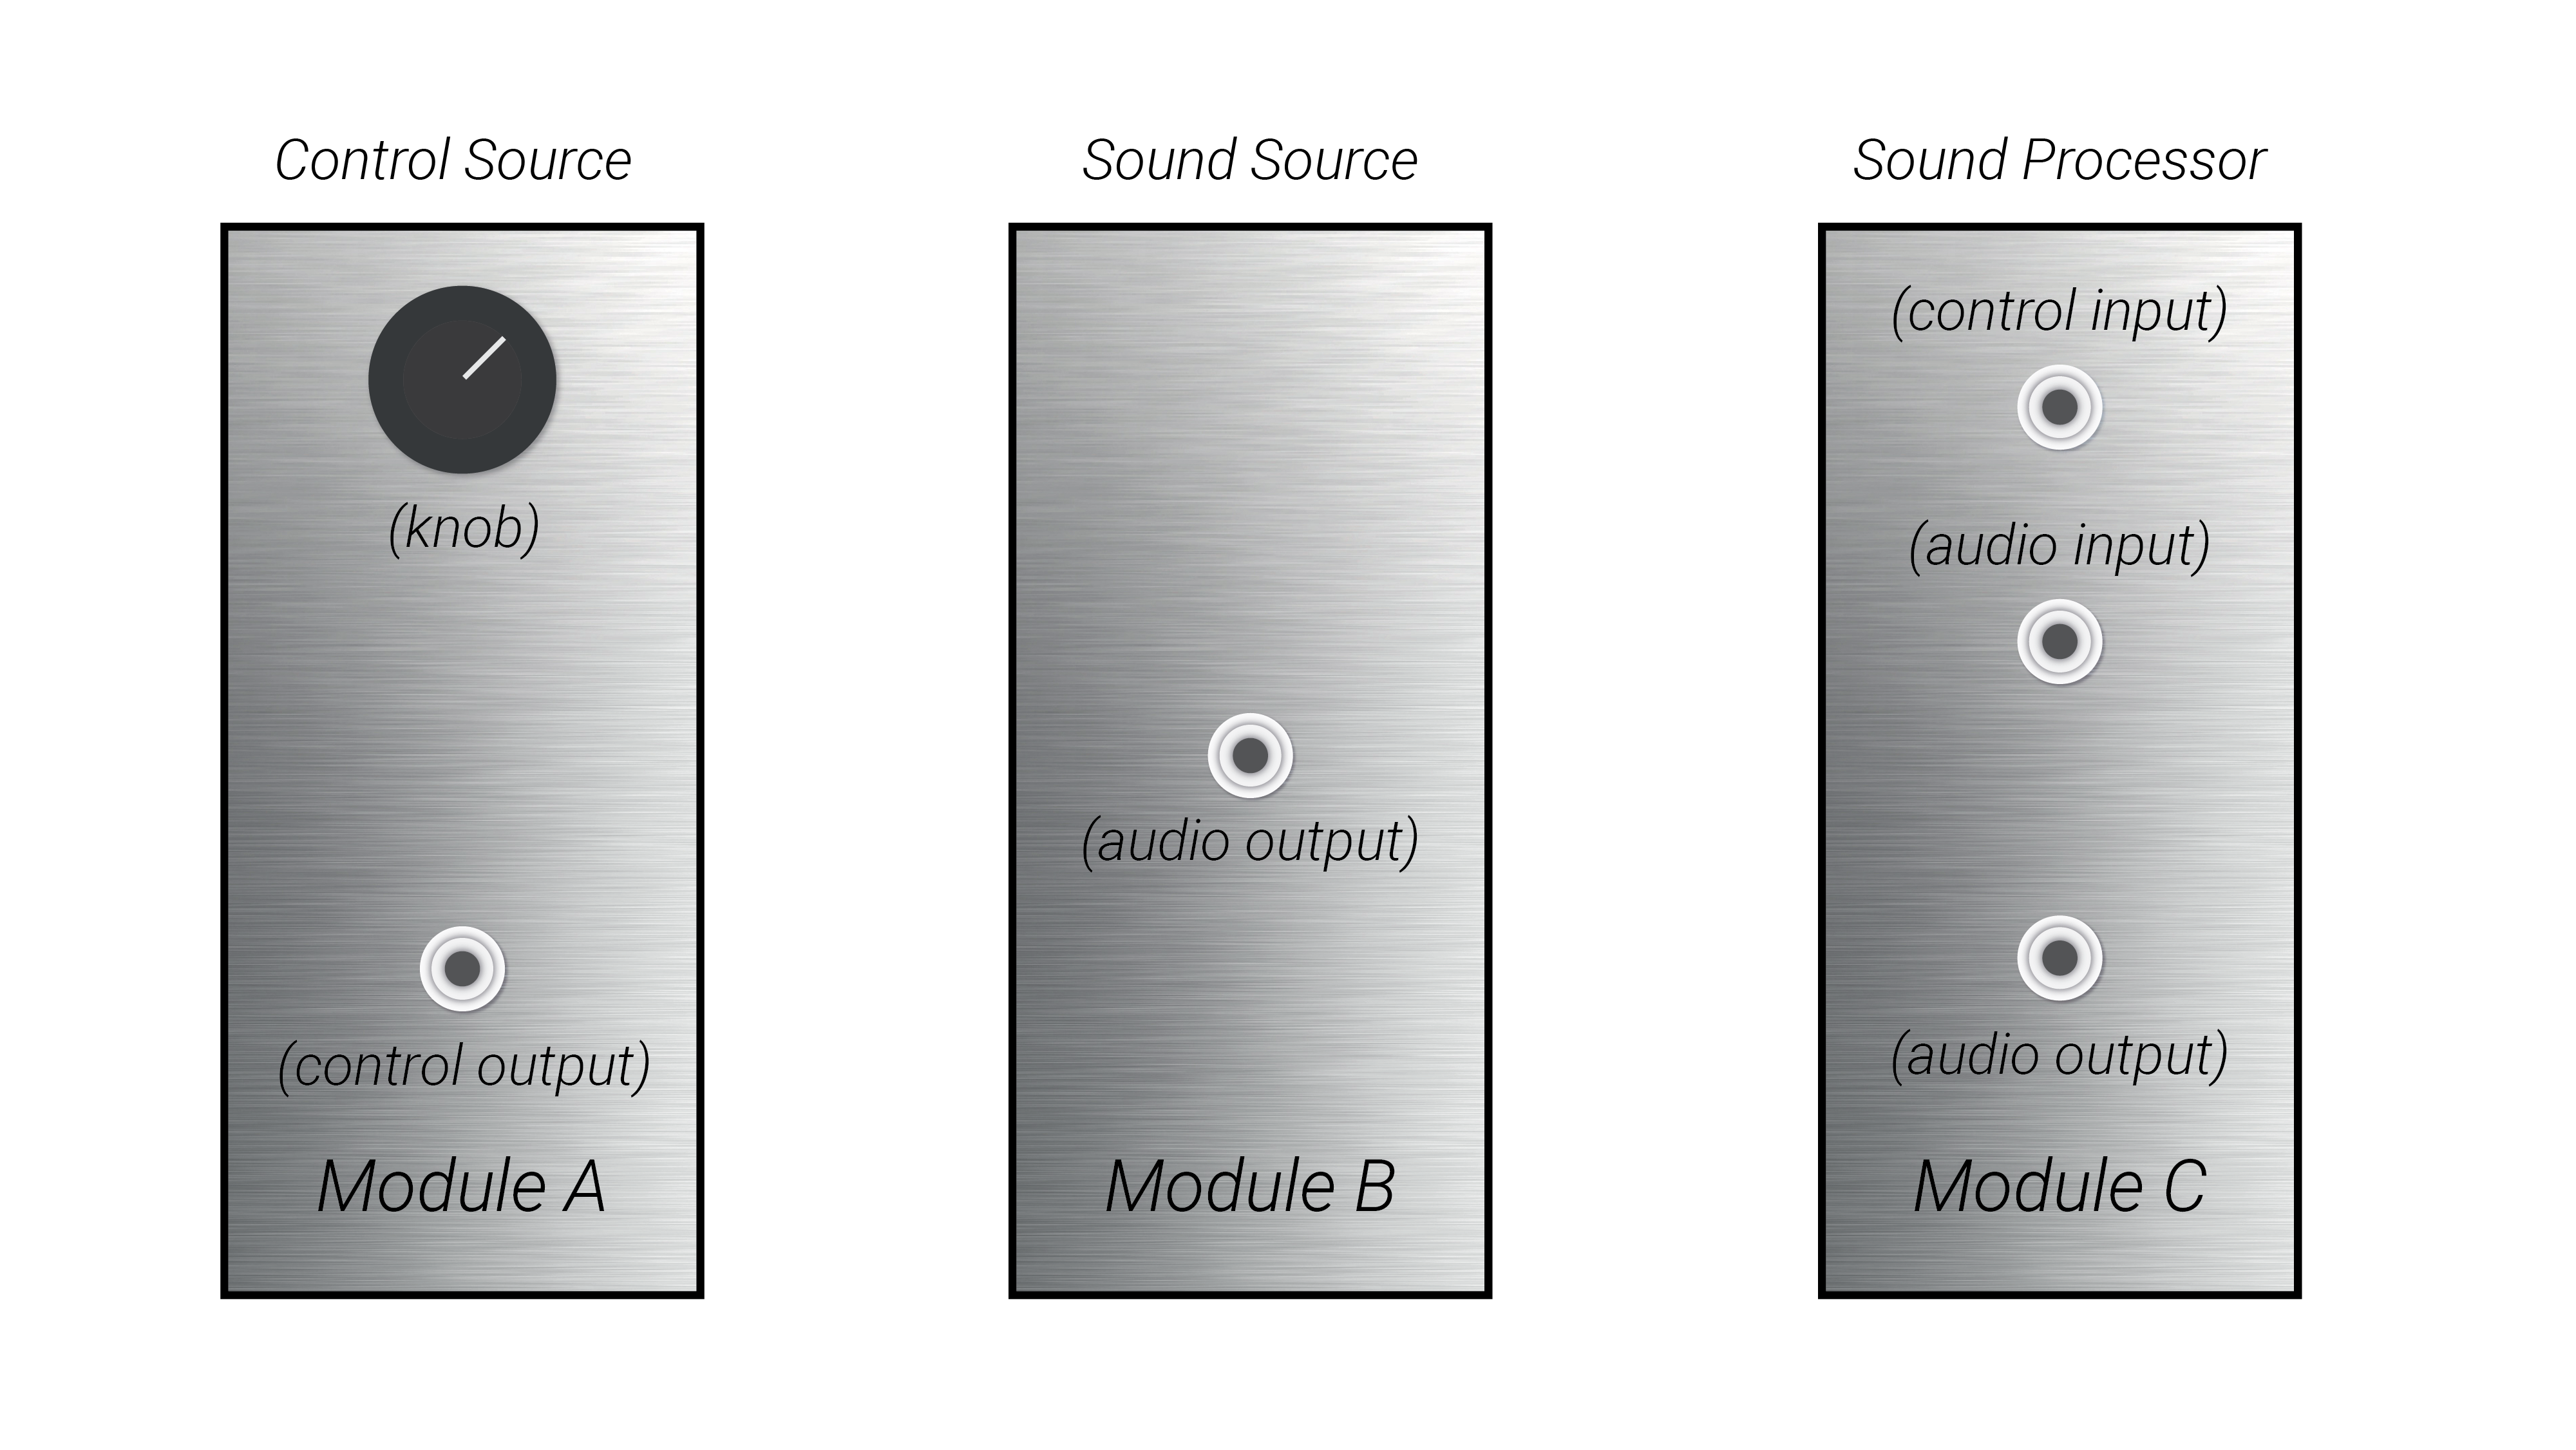 Control Source
Sound Source
Sound Processor
(knob)
(control output)
Module A
(audio output)
Module B
(control input)
(audio input)
(audio output)
Module C